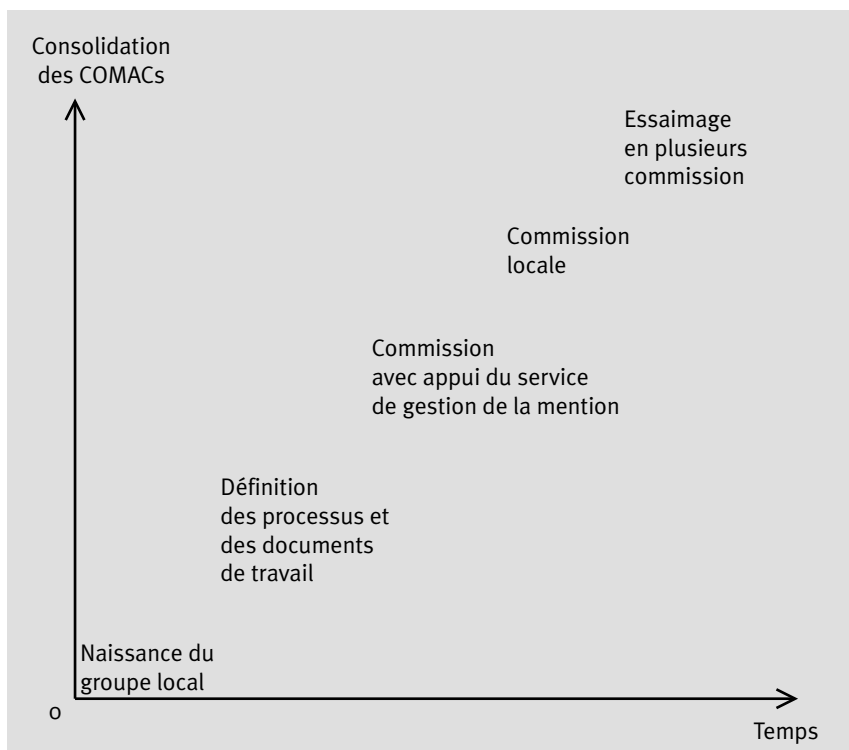 Consolidation
des COMACs
Essaimage
en plusieurs
commission
Commission
locale
Commission
avec appui du service
de gestion de la mention
Définition
des processus et
des documents
de travail
Naissance du
groupe local
0
Temps